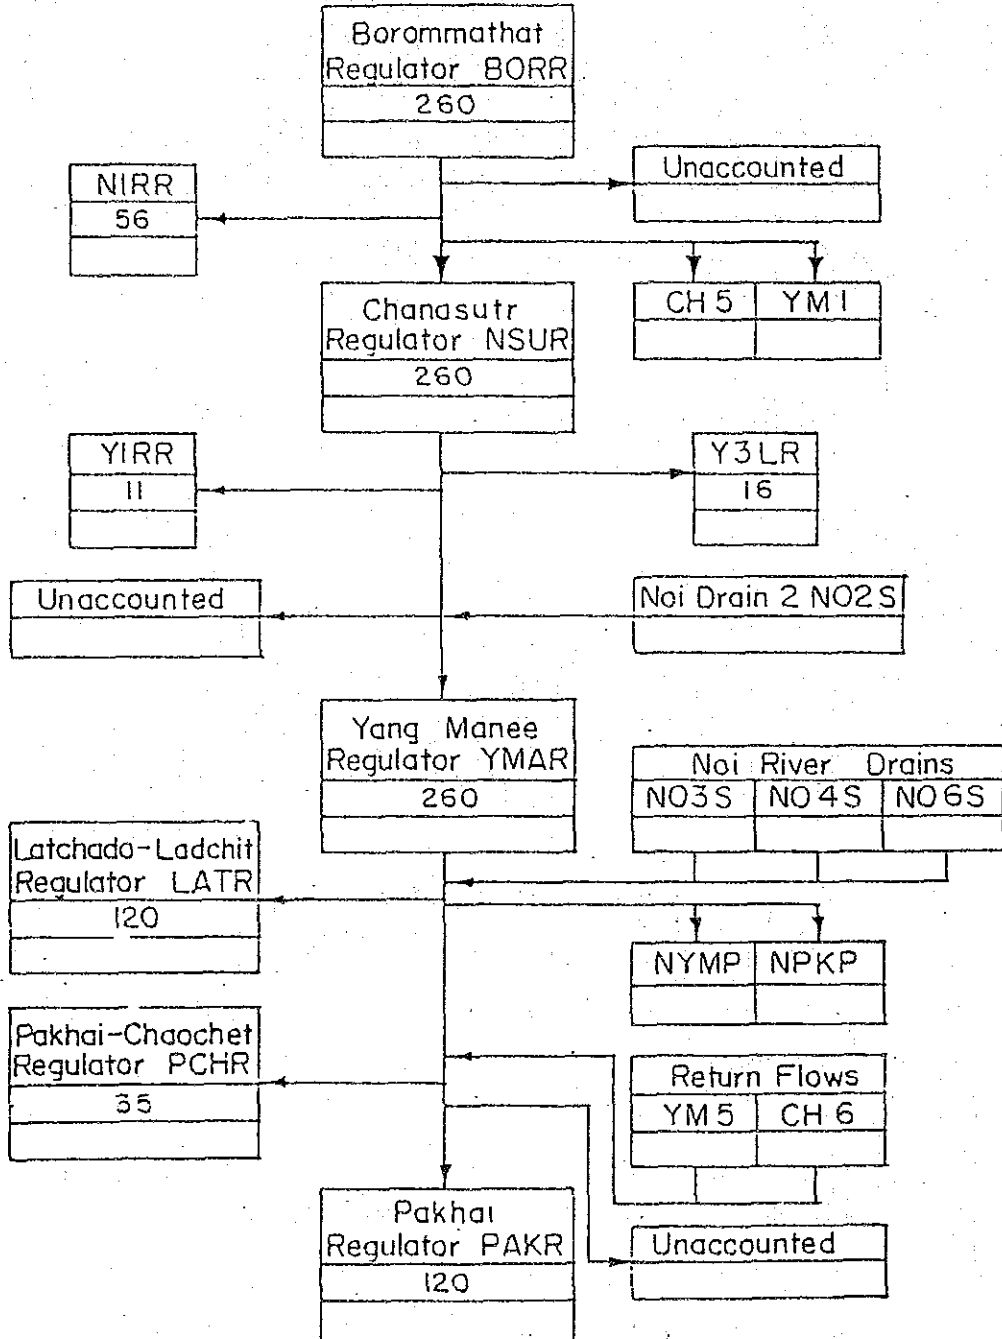 Borommathat
Regulator BORR
260
Unaccounted
NIRR
56
Chanasutr
Regulator NSUR
260
CH 5
YM 1
YIRR
11
Y3LR
16
Unaccounted
Noi Drain 2 NO2S
Yang Manee
Regulator YMAR
260
Noi River Drains
NO3S
NO4S
NO6S
Latchado-Ladchit
Regulator LATR
120
NYMP
NPKP
Pakhai-Chaochet
Regulator PCHR
35
Return Flows
YM 5
CH 6
Pakhai
Regulator PAKR
120
Unaccounted